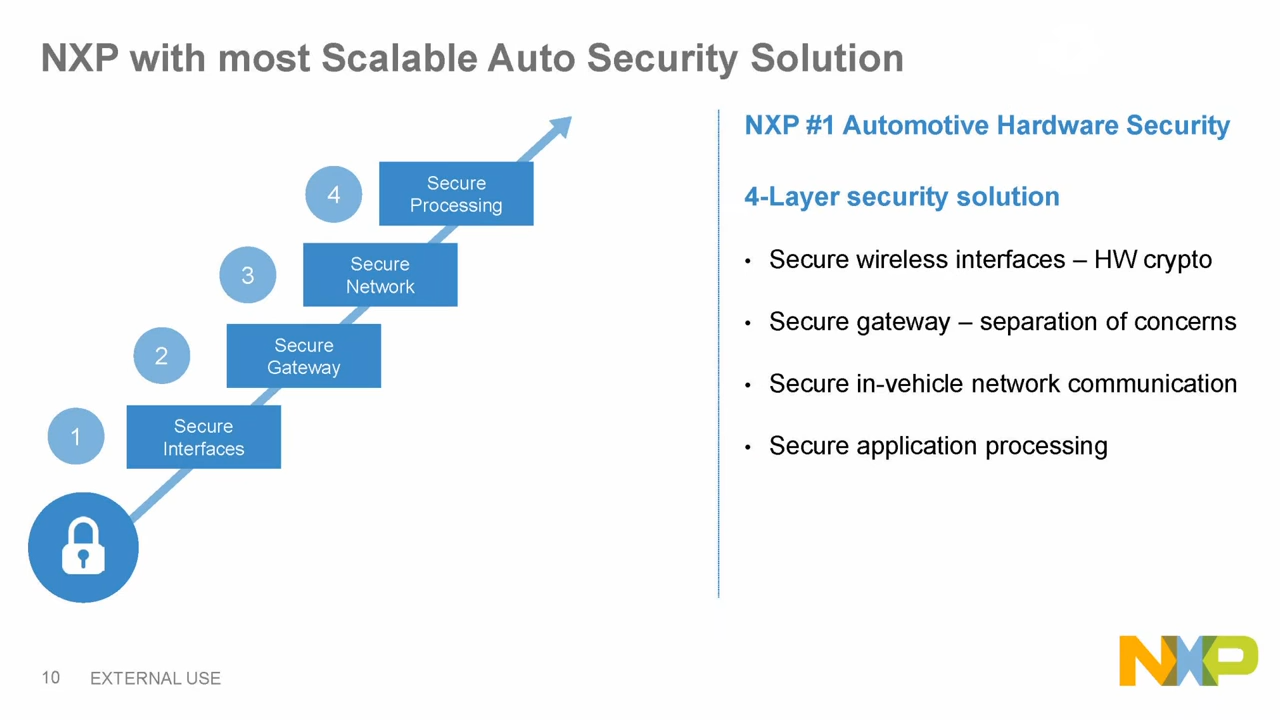 NXP with most Scalable Auto Security Solution
4
Secure
Processing
3
Secure
Network
2
Secure
Gateway
1
Secure
Interfaces
NXP #1 Automotive Hardware Security
4-Layer security solution
• Secure wireless interfaces – HW crypto
• Secure gateway – separation of concerns
• Secure in-vehicle network communication
• Secure application processing
10 EXTERNAL USE
NXP